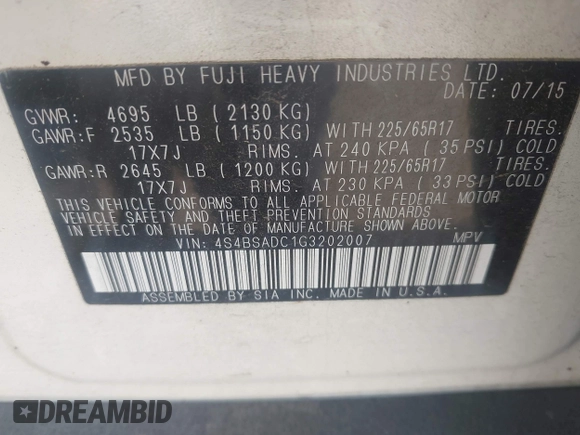 MFD BY FUJI HEAVY INDUSTRIES LTD.
DATE: 07/15
GVWR: 4695 LB (2130 KG)
GAWR:F 2535 LB (1150 KG) WITH 225/65R17 TIRES.
17X7J RIMS. AT 240 KPA (35 PSI) COLD
GAWR:R 2645 LB (1200 KG) WITH 225/65R17 TIRES.
17X7J RIMS. AT 230 KPA (33 PSI) COLD
THIS VEHICLE CONFORMS TO ALL APPLICABLE FEDERAL MOTOR
VEHICLE SAFETY AND THEFT PREVENTION STANDARDS
IN EFFECT ON THE DATE OF MANUFACTURE SHOWN ABOVE.
VIN: 4S4BSADC1G3202007 MPV
ASSEMBLED BY SIA INC. MADE IN U.S.A.
DREAMBID